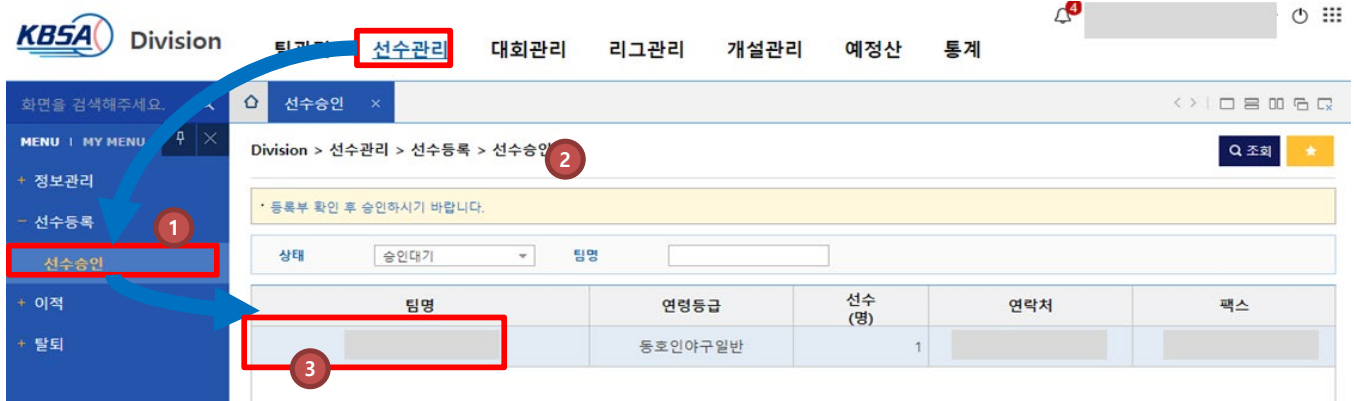 4
KBSA Division
선수관리 대회관리 리그관리 개설관리 예정산 통계
화면을 검색해주세요.
선수승인 ×
MENU | MY MENU
Division > 선수관리 > 선수등록 > 선수승인
2
조회
+ 정보관리
· 등록부 확인 후 승인하시기 바랍니다.
− 선수등록
1
상태 승인대기 팀명
선수승인
팀명 연령등급 선수 (명) 연락처 팩스
+ 이적
동호인야구일반 1
+ 탈퇴
3